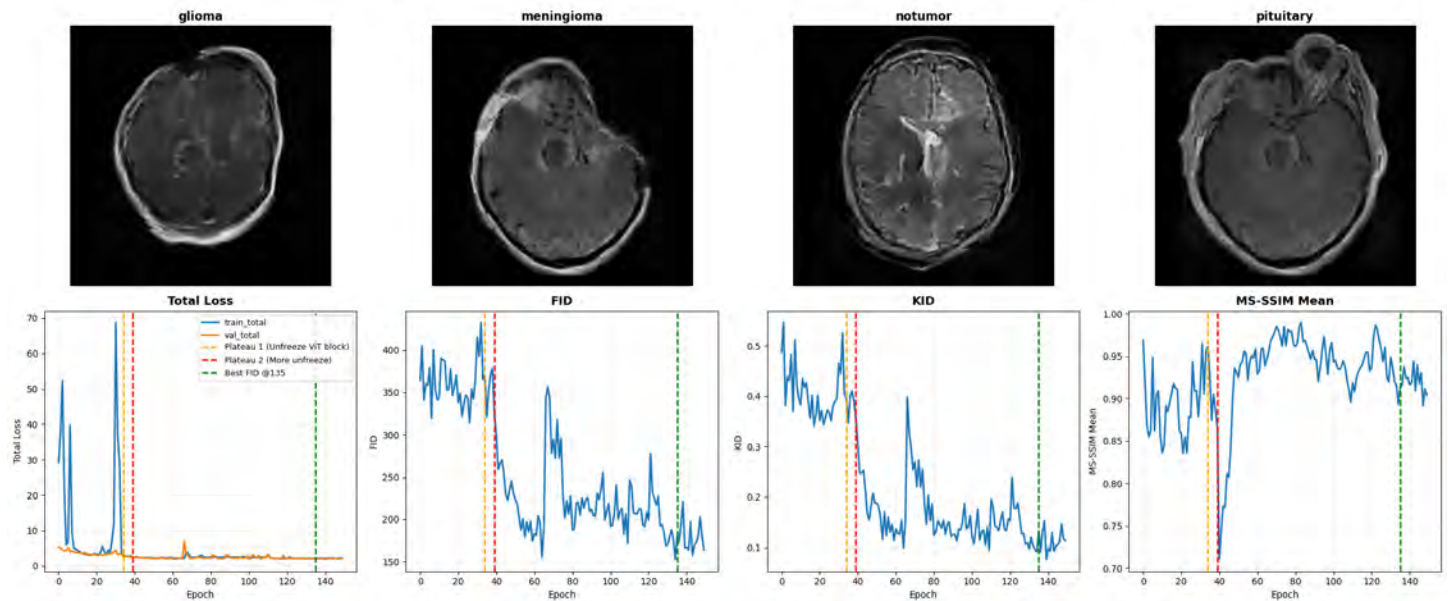 glioma
meningioma
notumor
pituitary
Total Loss
Total Loss
70
60
50
40
30
20
10
0
train_total
val_total
Plateau 1 (Unfreeze ViT block)
Plateau 2 (More unfreeze)
Best FID @135
0 20 40 60 80 100 120 140
Epoch
FID
FID
400
350
300
250
200
150
0 20 40 60 80 100 120 140
Epoch
KID
KID
0.5
0.4
0.3
0.2
0.1
0 20 40 60 80 100 120 140
Epoch
MS-SSIM Mean
MS-SSIM Mean
1.00
0.95
0.90
0.85
0.80
0.75
0.70
0 20 40 60 80 100 120 140
Epoch